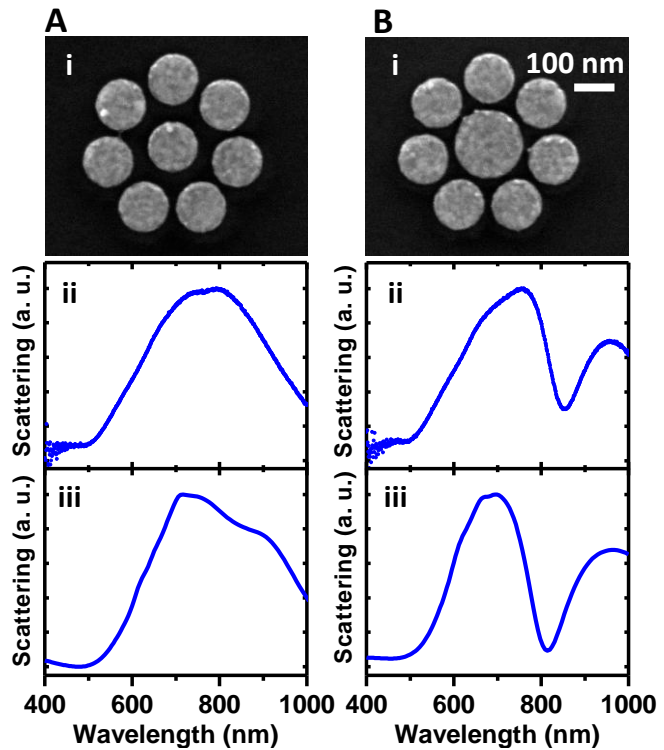 A
B
i
i
100 nm
ii
ii
Scattering (a. u.)
Scattering (a. u.)
iii
iii
Scattering (a. u.)
Scattering (a. u.)
400 600 800 1000
400 600 800 1000
Wavelength (nm)
Wavelength (nm)